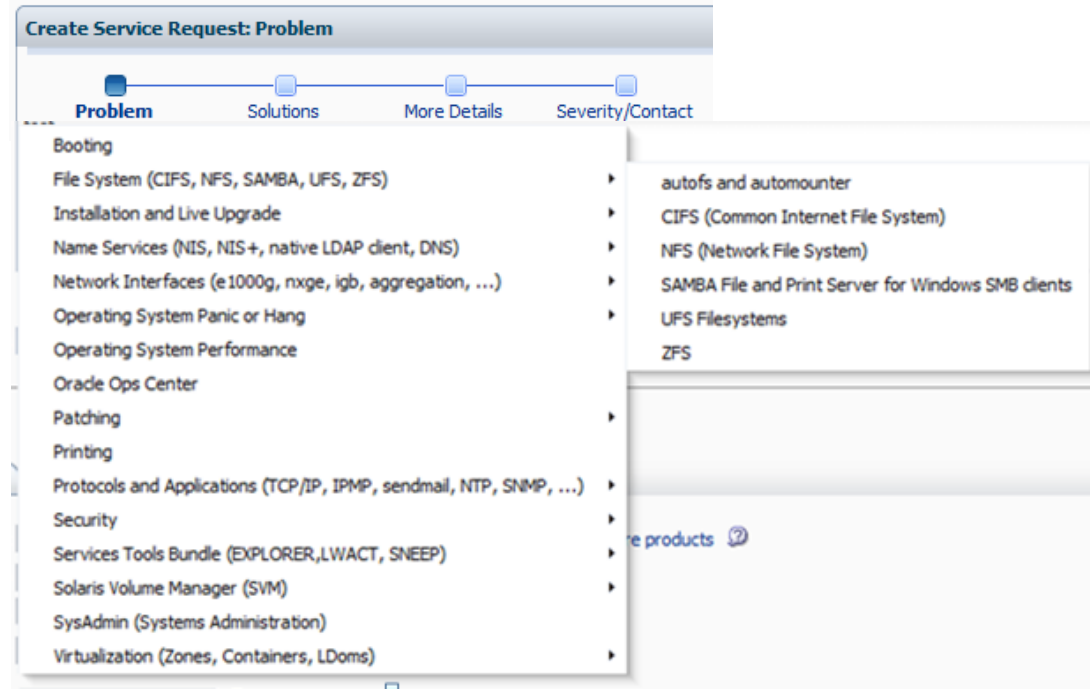 Create Service Request: Problem
Problem Solutions More Details Severity/Contact
Booting
File System (CIFS, NFS, SAMBA, UFS, ZFS)
Installation and Live Upgrade
Name Services (NIS, NIS+, native LDAP client, DNS)
Network Interfaces (e1000g, nxge, igb, aggregation, ...)
Operating System Panic or Hang
Operating System Performance
Oracle Ops Center
Patching
Printing
Protocols and Applications (TCP/IP, IPMP, sendmail, NTP, SNMP, ...)
Security
Services Tools Bundle (EXPLORER,LWACT, SNEEP)
Solaris Volume Manager (SVM)
SysAdmin (Systems Administration)
Virtualization (Zones, Containers, LDoms)
autofs and automounter
CIFS (Common Internet File System)
NFS (Network File System)
SAMBA File and Print Server for Windows SMB clients
UFS Filesystems
ZFS
products